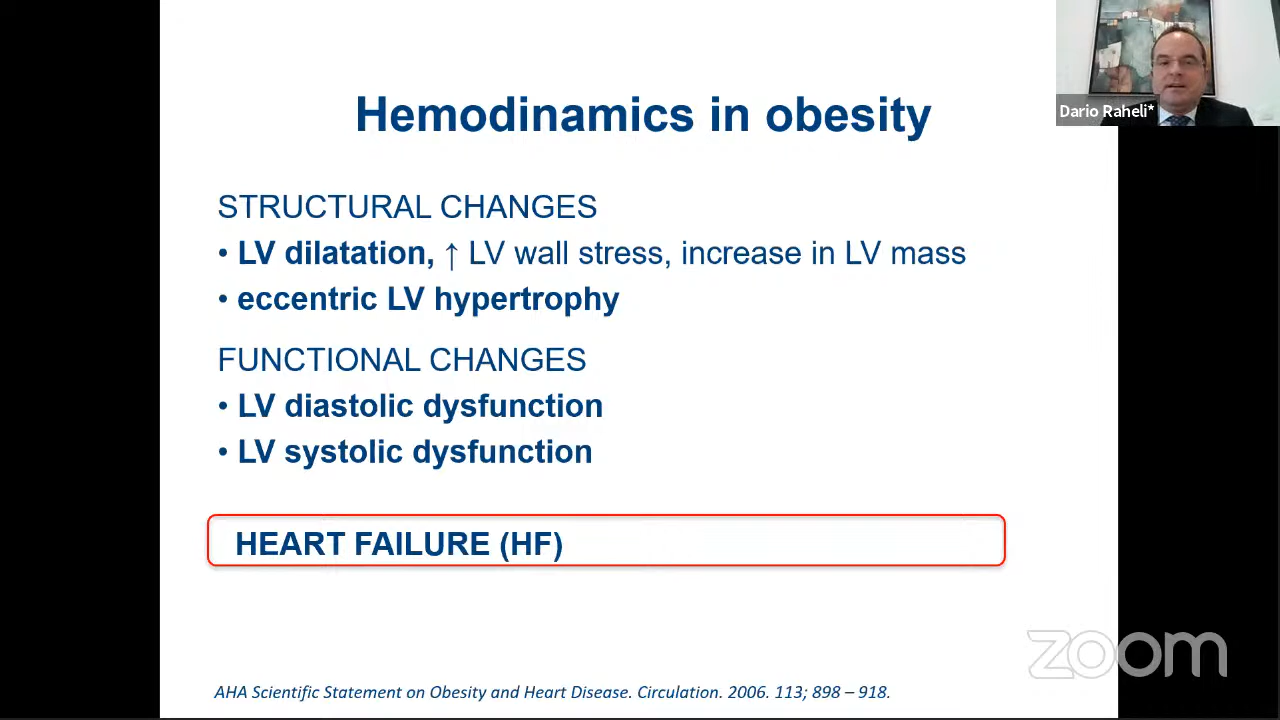 Hemodinamics in obesity
Dario Raheli*
STRUCTURAL CHANGES
• LV dilatation, ↑ LV wall stress, increase in LV mass
• eccentric LV hypertrophy
FUNCTIONAL CHANGES
• LV diastolic dysfunction
• LV systolic dysfunction
HEART FAILURE (HF)
zoom
AHA Scientific Statement on Obesity and Heart Disease. Circulation. 2006. 113; 898 – 918.